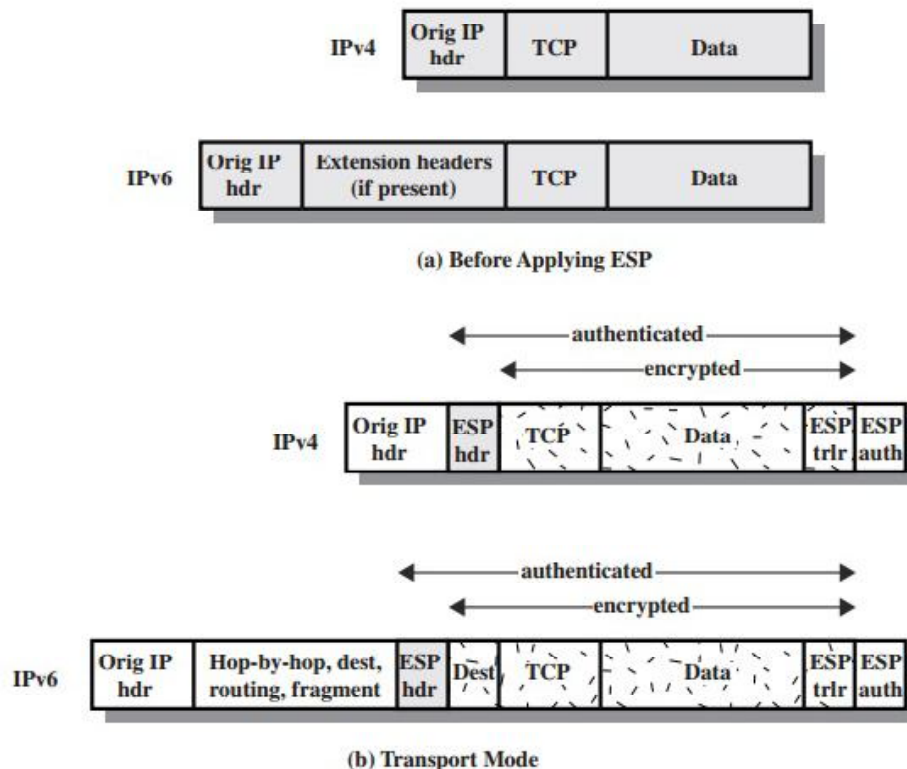 IPv4
Orig IP
hdr
TCP
Data
IPv6
Orig IP
hdr
Extension headers
(if present)
TCP
Data
(a) Before Applying ESP
authenticated
encrypted
IPv4
Orig IP
hdr
ESP
hdr
TCP
Data
ESP
trlr
ESP
auth
authenticated
encrypted
IPv6
Orig IP
hdr
Hop-by-hop, dest,
routing, fragment
ESP
hdr
Dest
TCP
Data
ESP
trlr
ESP
auth
(b) Transport Mode